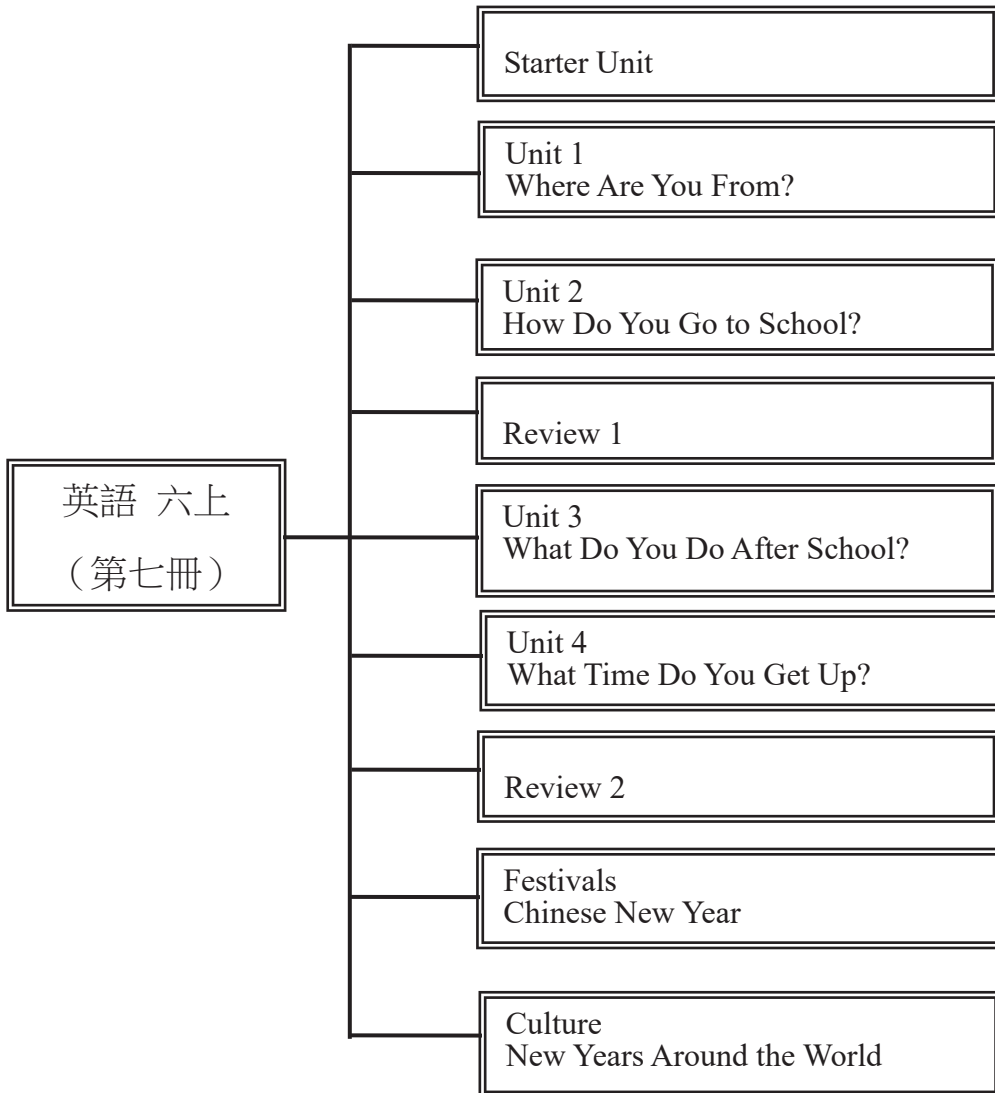 Starter Unit
Unit 1
Where Are You From?
Unit 2
How Do You Go to School?
Review 1
英語 六上
（第七冊）
Unit 3
What Do You Do After School?
Unit 4
What Time Do You Get Up?
Review 2
Festivals
Chinese New Year
Culture
New Years Around the World